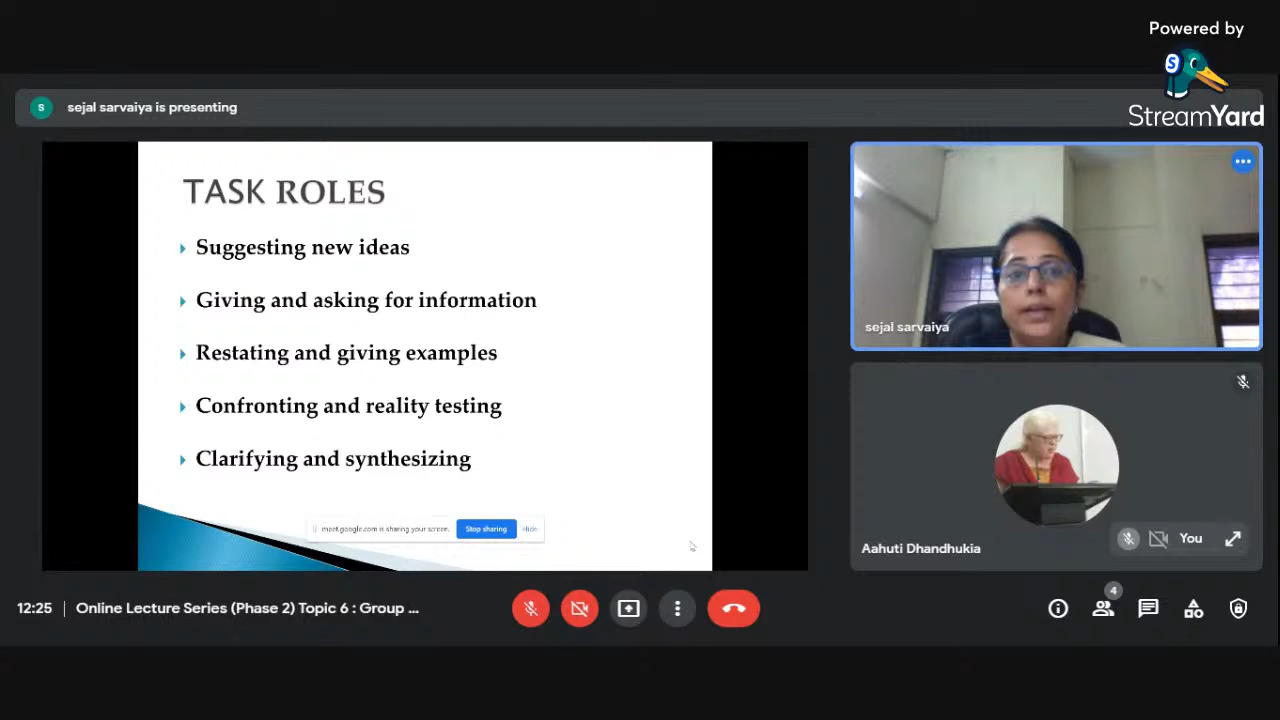 Powered by
StreamYard
S
sejal sarvaiya is presenting
TASK ROLES
Suggesting new ideas
Giving and asking for information
Restating and giving examples
Confronting and reality testing
Clarifying and synthesizing
meet.google.com is sharing your screen.
Stop sharing
Hide
sejal sarvaiya
Aahuti Dhandhukia
You
12:25
Online Lecture Series (Phase 2) Topic 6 : Group ...
4